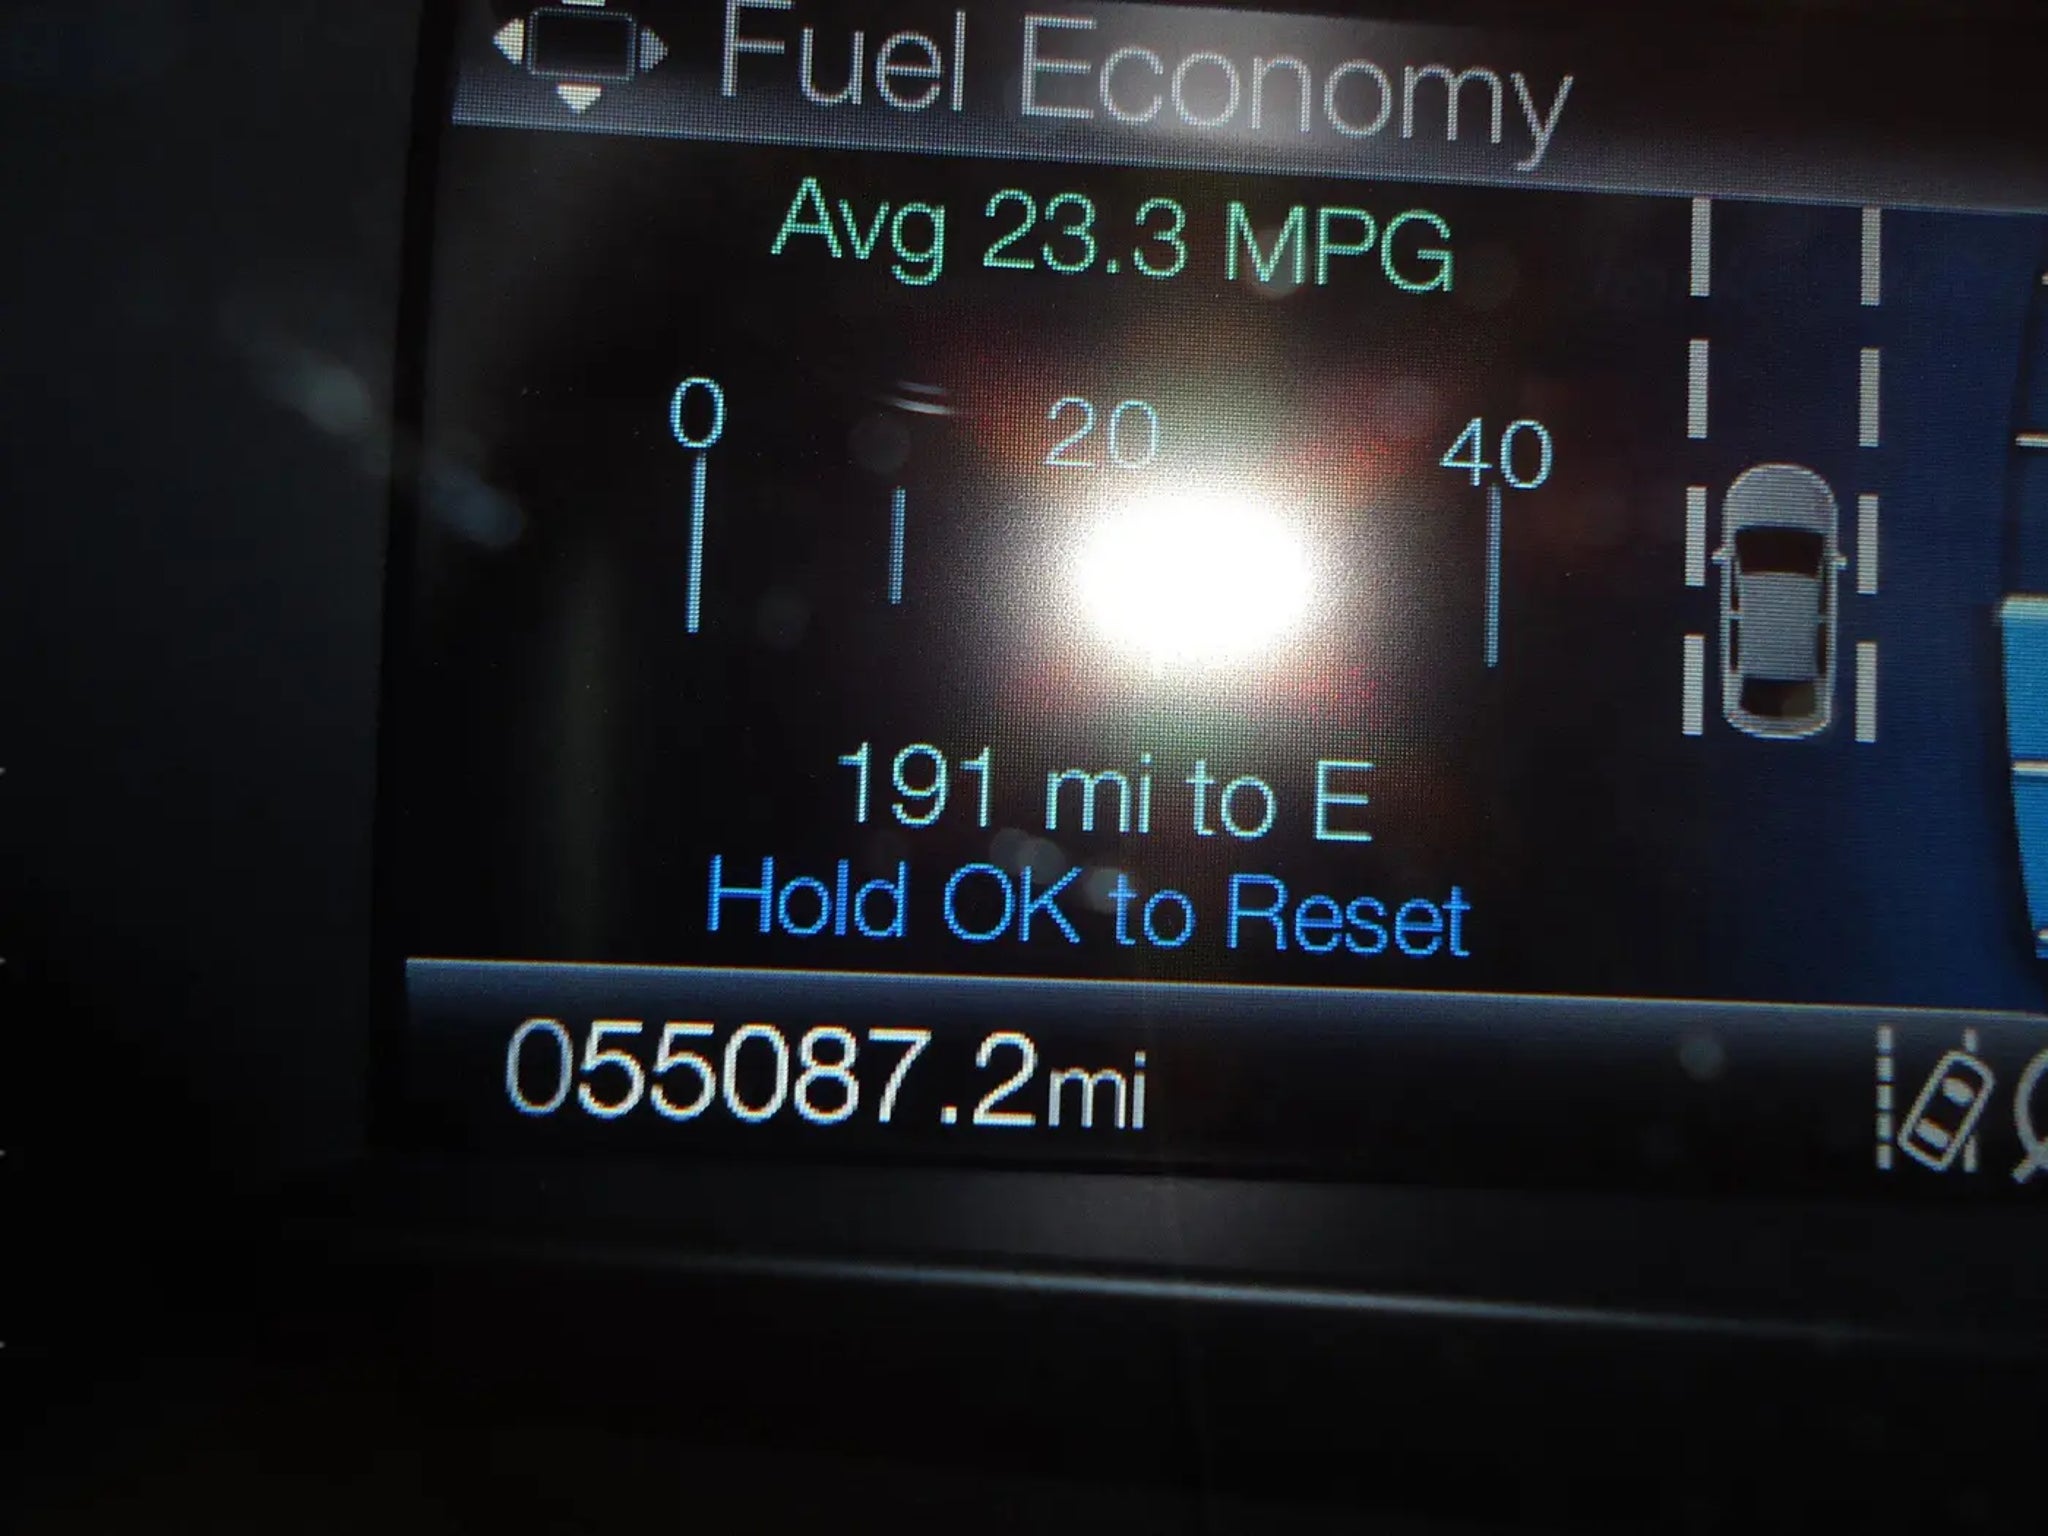 Fuel Economy
Avg 23.3 MPG
0 20 40
191 mi to E
Hold OK to Reset
055087.2mi